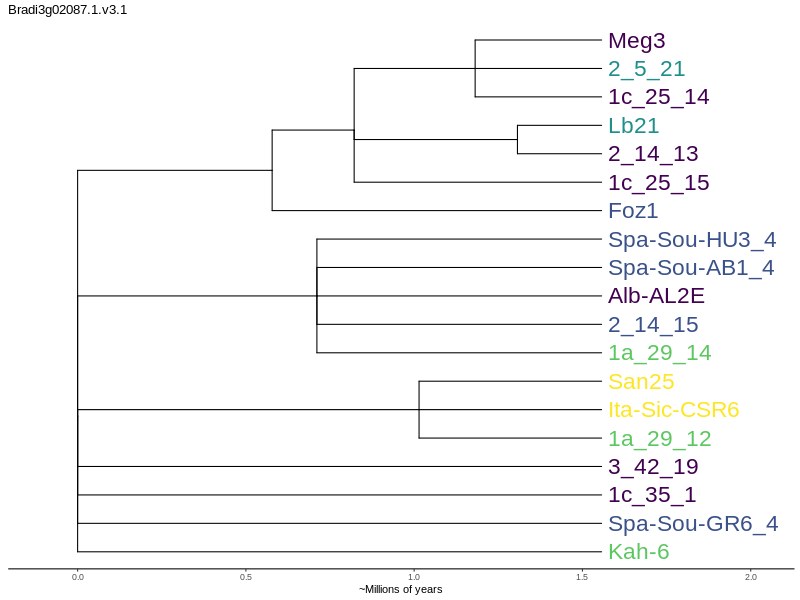 Bradi3g02087.1.v3.1
Meg3
2_5_21
1c_25_14
Lb21
2_14_13
1c_25_15
Foz1
Spa-Sou-HU3_4
Spa-Sou-AB1_4
Alb-AL2E
2_14_15
1a_29_14
San25
Ita-Sic-CSR6
1a_29_12
3_42_19
1c_35_1
Spa-Sou-GR6_4
Kah-6
0.0 0.5 1.0 1.5 2.0
~Millions of years